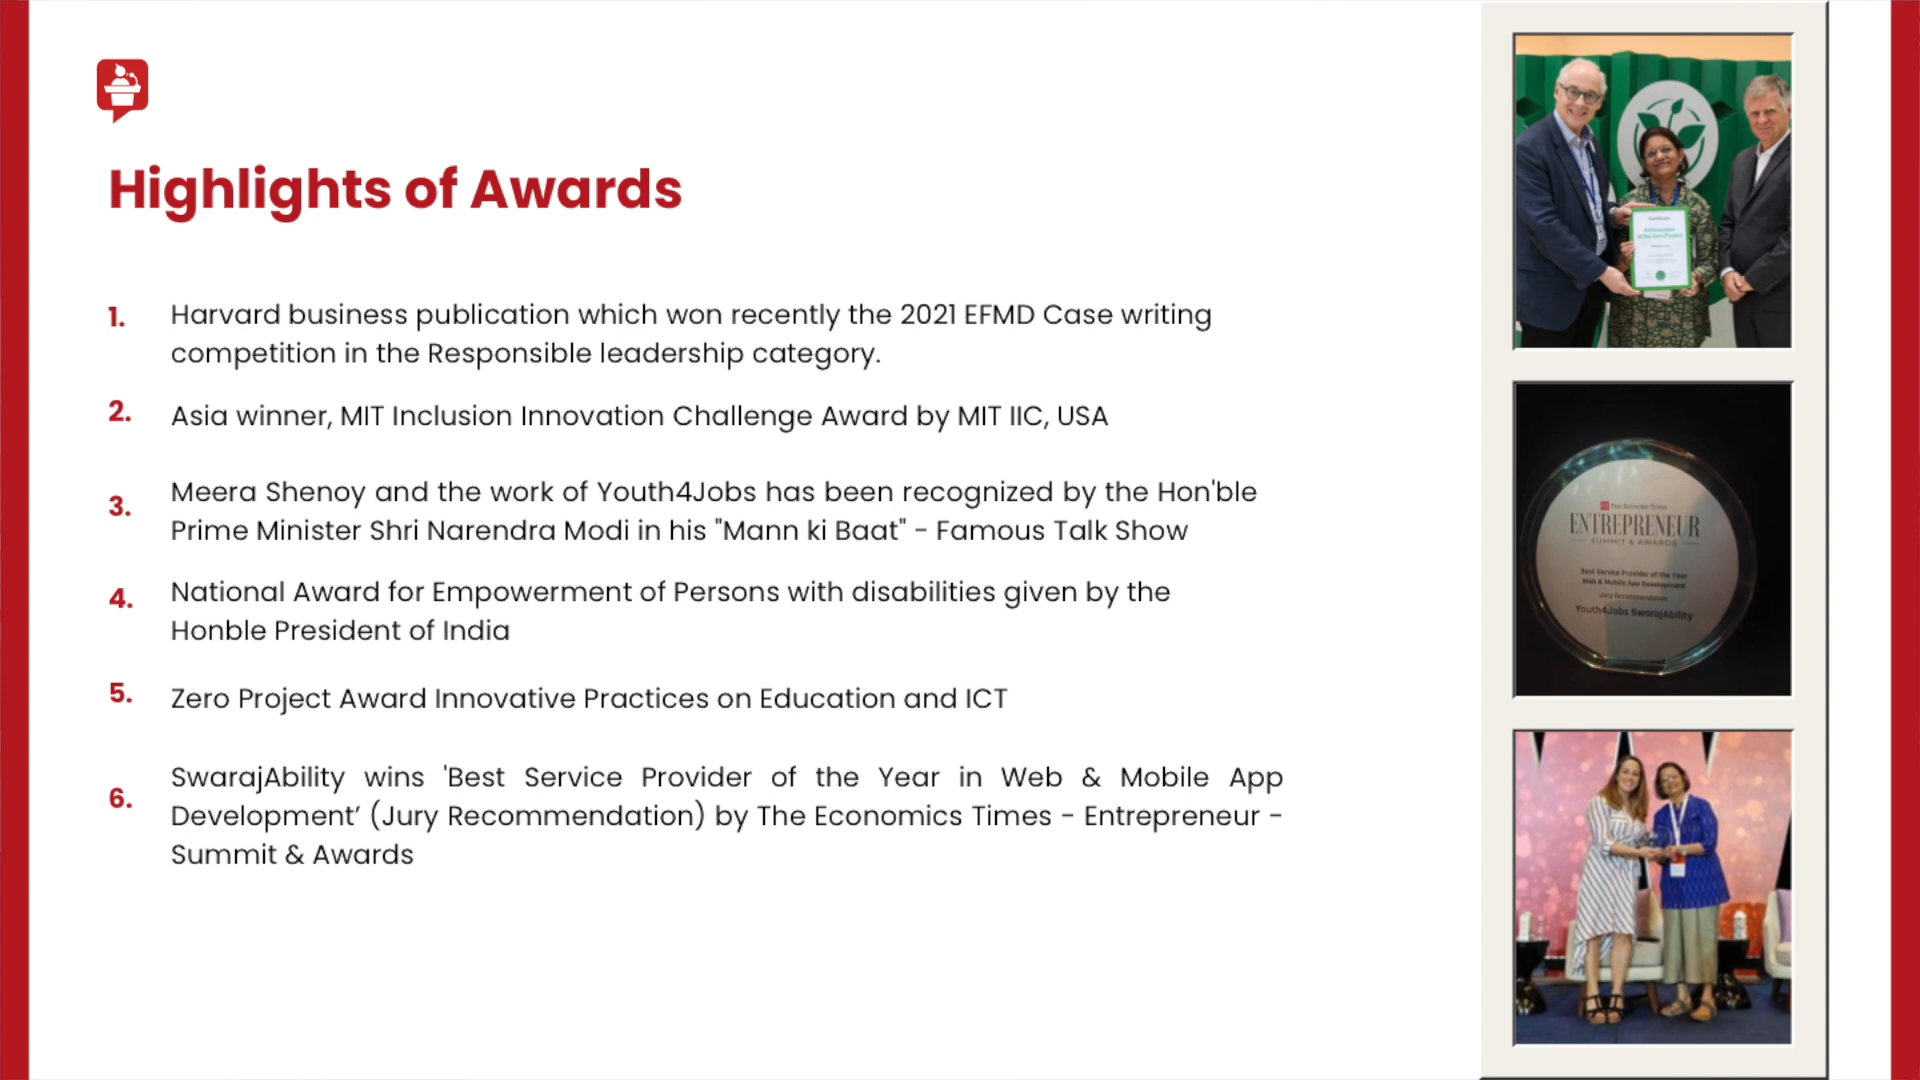 Highlights of Awards
1. Harvard business publication which won recently the 2021 EFMD Case writing
competition in the Responsible leadership category.
2. Asia winner, MIT Inclusion Innovation Challenge Award by MIT IIC, USA
3. Meera Shenoy and the work of Youth4Jobs has been recognized by the Hon'ble
Prime Minister Shri Narendra Modi in his "Mann ki Baat" - Famous Talk Show
4. National Award for Empowerment of Persons with disabilities given by the
Honble President of India
5. Zero Project Award Innovative Practices on Education and ICT
6. SwarajAbility wins 'Best Service Provider of the Year in Web & Mobile App
Development’ (Jury Recommendation) by The Economics Times - Entrepreneur -
Summit & Awards
Certificate
THE ECONOMIC TIMES
ENTREPRENEUR
SUMMIT & AWARDS
Best Service Provider of the Year
Web & Mobile App Development
Jury Recommendation
Youth4Jobs SwarajAbility